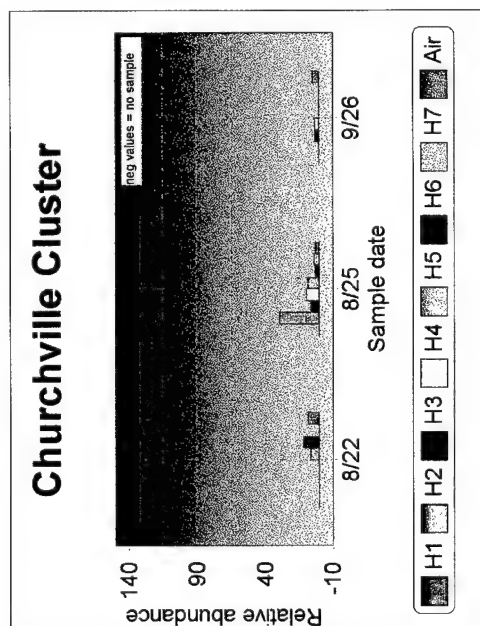 Churchville Cluster
neg values = no sample
Relative abundance
140
90
40
-10
8/22
8/25
9/26
Sample date
H1
H2
H3
H4
H5
H6
H7
Air